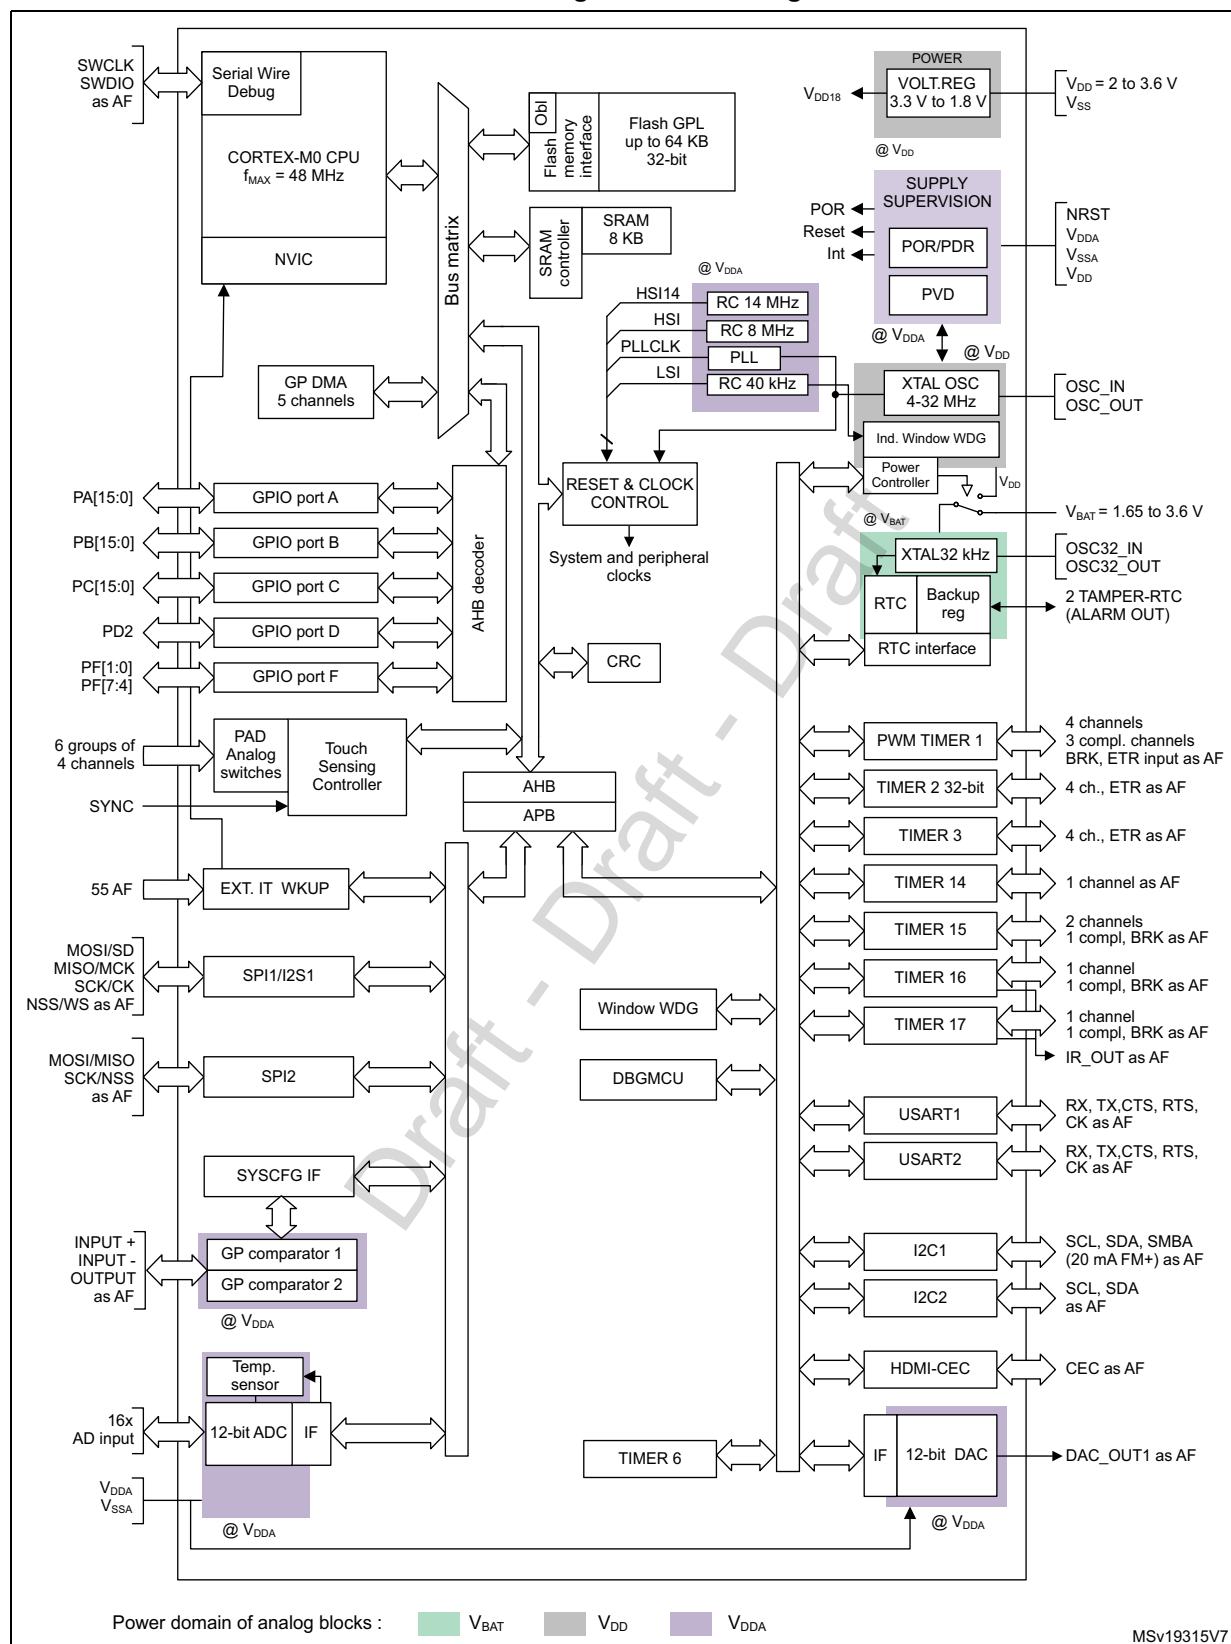 SWCLK
SWDIO
as AF
Serial Wire
Debug
CORTEX-M0 CPU
fMAX = 48 MHz
NVIC
Bus matrix
Obl
Flash
memory
interface
Flash GPL
up to 64 KB
32-bit
SRAM
controller
SRAM
8 KB
POWER
VOLT.REG
3.3 V to 1.8 V
VDD18
VDD = 2 to 3.6 V
VSS
@ VDD
SUPPLY
SUPERVISION
POR
Reset
Int
POR/PDR
PVD
NRST
VDDA
VSSA
VDD
@ VDDA
@ VDD
@ VDDA
HSI14
HSI
PLLCLK
LSI
RC 14 MHz
RC 8 MHz
PLL
RC 40 kHz
XTAL OSC
4-32 MHz
OSC_IN
OSC_OUT
Ind. Window WDG
Power
Controller
VDD
@ VBAT
VBAT = 1.65 to 3.6 V
XTAL32 kHz
OSC32_IN
OSC32_OUT
RTC
Backup
reg
2 TAMPER-RTC
(ALARM OUT)
RTC interface
GP DMA
5 channels
RESET & CLOCK
CONTROL
System and peripheral
clocks
PA[15:0]
GPIO port A
PB[15:0]
GPIO port B
PC[15:0]
GPIO port C
PD2
GPIO port D
PF[1:0]
PF[7:4]
GPIO port F
AHB decoder
CRC
6 groups of
4 channels
PAD
Analog
switches
Touch
Sensing
Controller
SYNC
AHB
APB
55 AF
EXT. IT WKUP
MOSI/SD
MISO/MCK
SCK/CK
NSS/WS as AF
SPI1/I2S1
MOSI/MISO
SCK/NSS
as AF
SPI2
SYSCFG IF
INPUT +
INPUT -
OUTPUT
as AF
GP comparator 1
GP comparator 2
@ VDDA
Temp.
sensor
16x
AD input
12-bit ADC
IF
VDDA
VSSA
@ VDDA
Window WDG
DBGMCU
TIMER 6
PWM TIMER 1
4 channels
3 compl. channels
BRK, ETR input as AF
TIMER 2 32-bit
4 ch., ETR as AF
TIMER 3
4 ch., ETR as AF
TIMER 14
1 channel as AF
TIMER 15
2 channels
1 compl, BRK as AF
TIMER 16
1 channel
1 compl, BRK as AF
TIMER 17
1 channel
1 compl, BRK as AF
IR_OUT as AF
USART1
RX, TX,CTS, RTS,
CK as AF
USART2
RX, TX,CTS, RTS,
CK as AF
I2C1
SCL, SDA, SMBA
(20 mA FM+) as AF
I2C2
SCL, SDA
as AF
HDMI-CEC
CEC as AF
IF
12-bit DAC
DAC_OUT1 as AF
@ VDDA
Draft - Draft - Draft
Power domain of analog blocks :
VBAT
VDD
VDDA
MSv19315V7